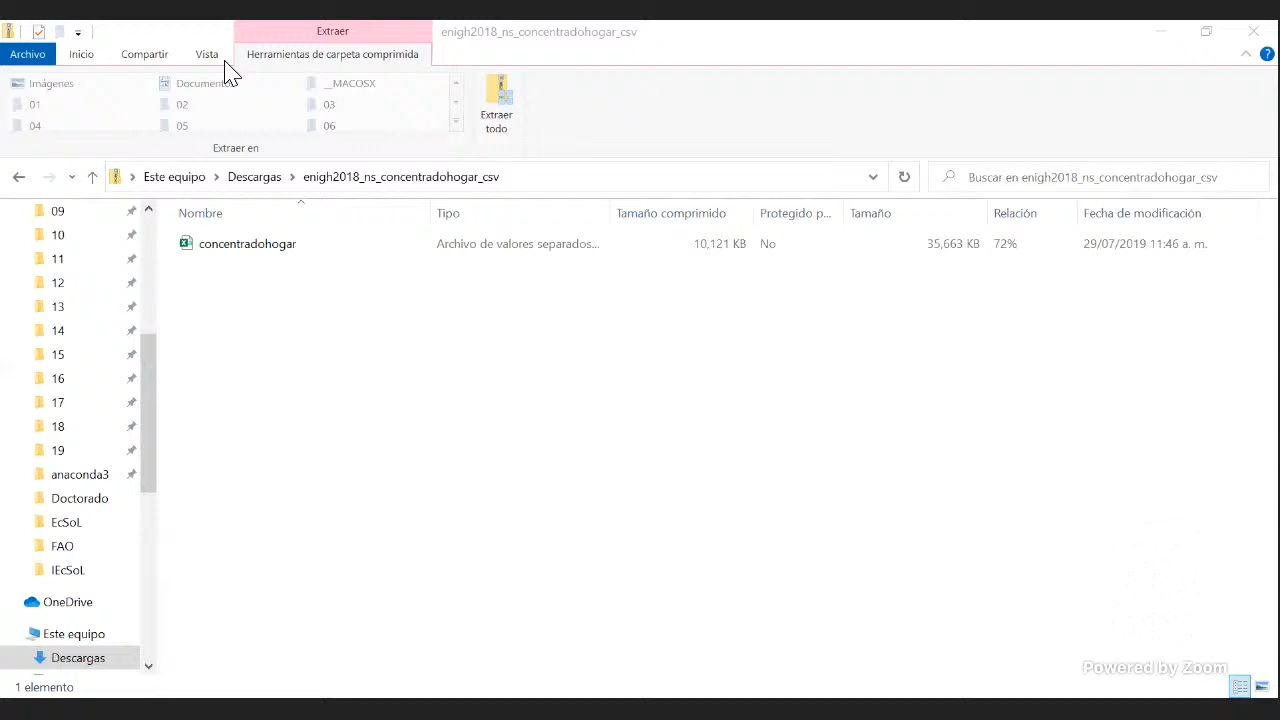 Extraer
enigh2018_ns_concentradohogar_csv
Archivo
Inicio
Compartir
Vista
Herramientas de carpeta comprimida
Imágenes
Document
__MACOSX
01
02
03
04
05
06
Extraer
todo
Extraer en
Este equipo
Descargas
enigh2018_ns_concentradohogar_csv
Buscar en enigh2018_ns_concentradohogar_csv
Nombre
Tipo
Tamaño comprimido
Protegido p...
Tamaño
Relación
Fecha de modificación
concentradohogar
Archivo de valores separados...
10,121 KB
No
35,663 KB
72%
29/07/2019 11:46 a. m.
09
10
11
12
13
14
15
16
17
18
19
anaconda3
Doctorado
EcSoL
FAO
IEcSoL
OneDrive
Este equipo
Descargas
1 elemento
Powered by Zoom